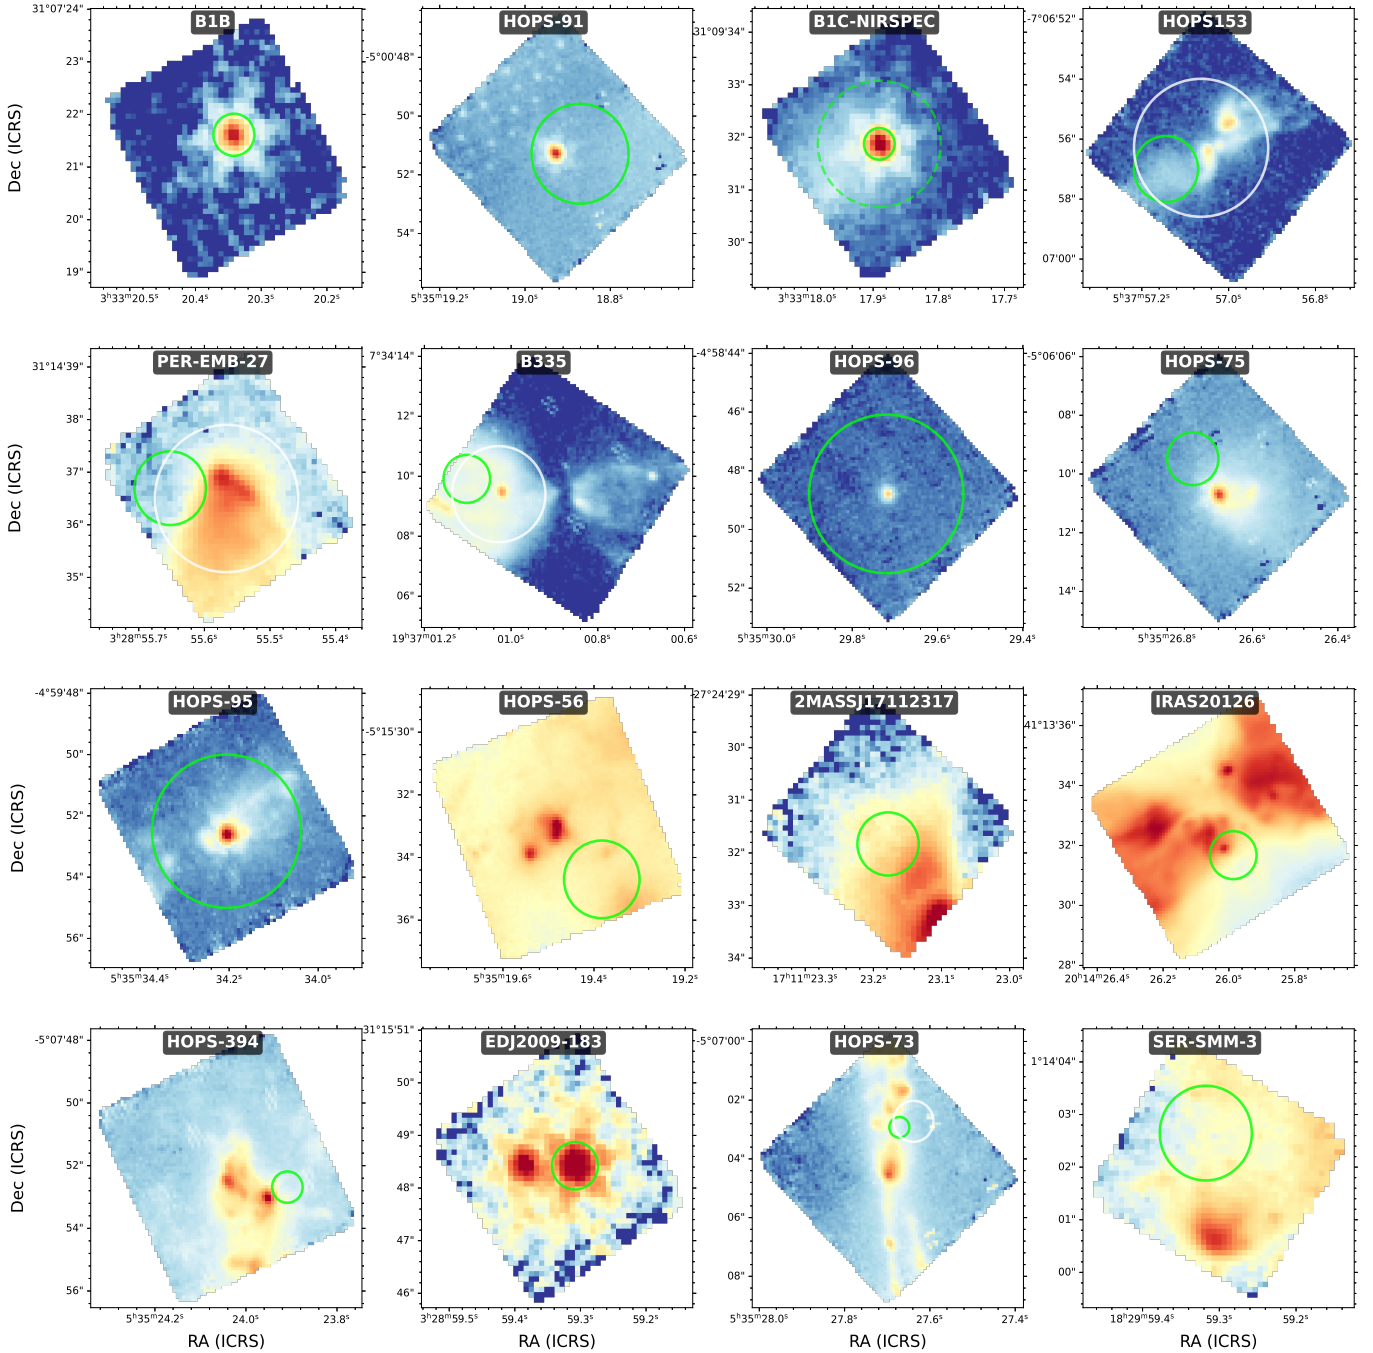 B1B
HOPS-91
B1C-NIRSPEC
HOPS153
Dec (ICRS)
31°07'24"
23"
22"
21"
20"
19"
3ʰ33ᵐ20.5ˢ
20.4ˢ
20.3ˢ
20.2ˢ
-5°00'48"
50"
52"
54"
5ʰ35ᵐ19.2ˢ
19.0ˢ
18.8ˢ
31°09'34"
33"
32"
31"
30"
3ʰ33ᵐ18.0ˢ
17.9ˢ
17.8ˢ
17.7ˢ
-7°06'52"
54"
56"
58"
07'00"
5ʰ37ᵐ57.2ˢ
57.0ˢ
56.8ˢ
PER-EMB-27
B335
HOPS-96
HOPS-75
Dec (ICRS)
31°14'39"
38"
37"
36"
35"
3ʰ28ᵐ55.7ˢ
55.6ˢ
55.5ˢ
55.4ˢ
7°34'14"
12"
10"
08"
06"
19ʰ37ᵐ01.2ˢ
01.0ˢ
00.8ˢ
00.6ˢ
-4°58'44"
46"
48"
50"
52"
5ʰ35ᵐ30.0ˢ
29.8ˢ
29.6ˢ
29.4ˢ
-5°06'06"
08"
10"
12"
14"
5ʰ35ᵐ26.8ˢ
26.6ˢ
26.4ˢ
HOPS-95
HOPS-56
2MASSJ17112317
IRAS20126
Dec (ICRS)
-4°59'48"
50"
52"
54"
56"
5ʰ35ᵐ34.4ˢ
34.2ˢ
34.0ˢ
-5°15'30"
32"
34"
36"
5ʰ35ᵐ19.6ˢ
19.4ˢ
19.2ˢ
27°24'29"
30"
31"
32"
33"
34"
17ʰ11ᵐ23.3ˢ
23.2ˢ
23.1ˢ
23.0ˢ
41°13'36"
34"
32"
30"
28"
20ʰ14ᵐ26.4ˢ
26.2ˢ
26.0ˢ
25.8ˢ
HOPS-394
EDJ2009-183
HOPS-73
SER-SMM-3
Dec (ICRS)
-5°07'48"
50"
52"
54"
56"
5ʰ35ᵐ24.2ˢ
24.0ˢ
23.8ˢ
RA (ICRS)
31°15'51"
50"
49"
48"
47"
46"
3ʰ28ᵐ59.5ˢ
59.4ˢ
59.3ˢ
59.2ˢ
RA (ICRS)
-5°07'00"
02"
04"
06"
08"
5ʰ35ᵐ28.0ˢ
27.8ˢ
27.6ˢ
27.4ˢ
RA (ICRS)
1°14'04"
03"
02"
01"
00"
18ʰ29ᵐ59.4ˢ
59.3ˢ
59.2ˢ
RA (ICRS)